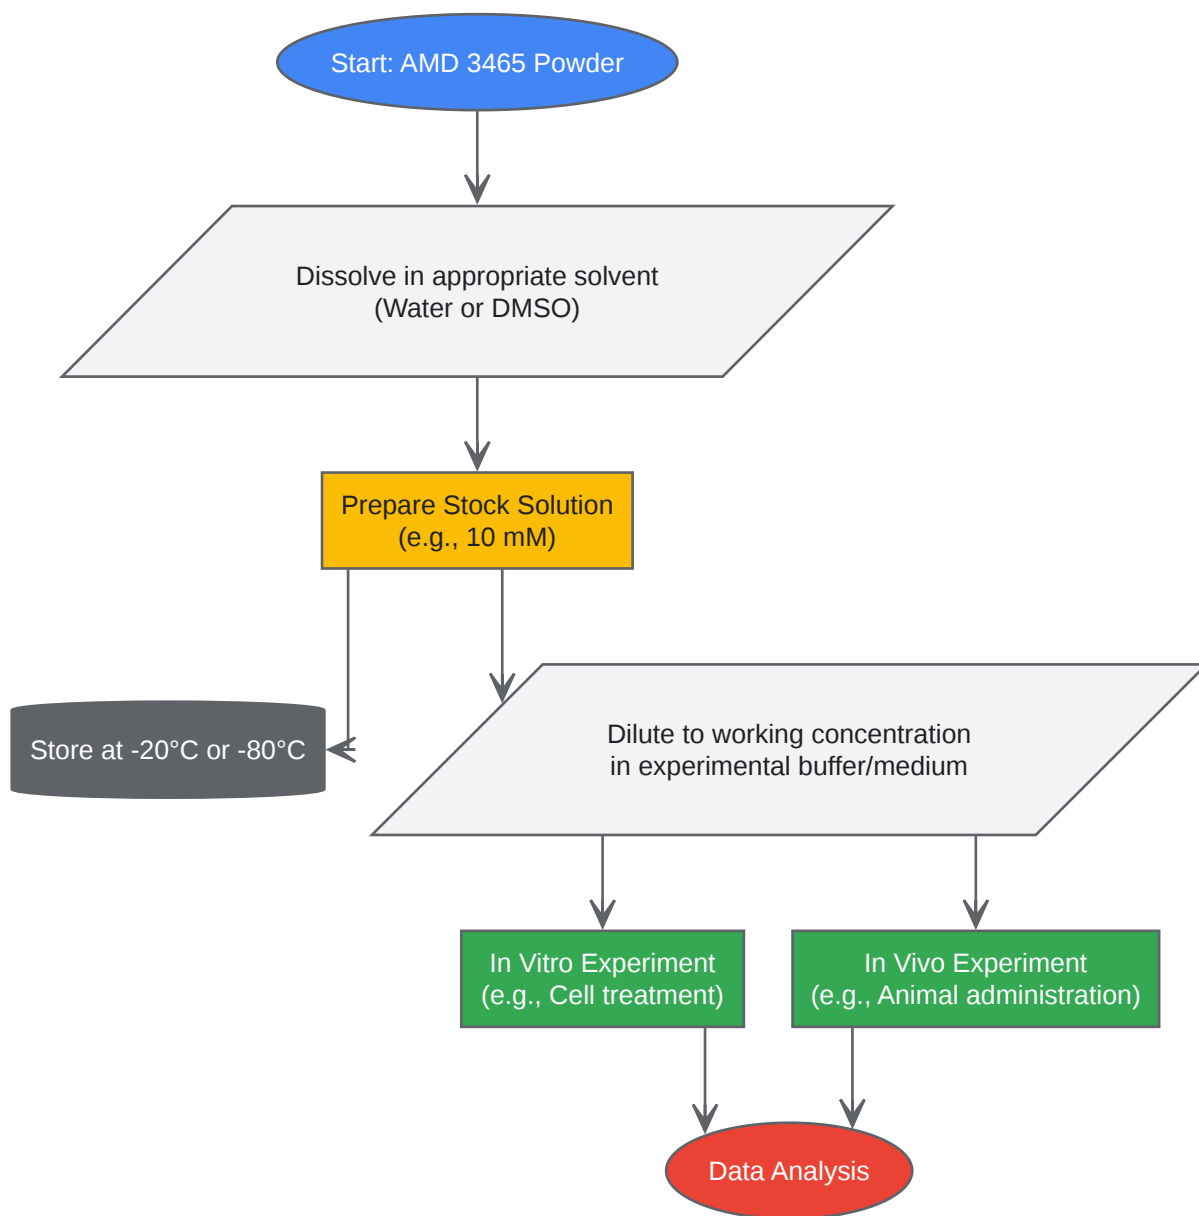 Start: AMD 3465 Powder
Dissolve in appropriate solvent
(Water or DMSO)
Prepare Stock Solution
(e.g., 10 mM)
Store at -20°C or -80°C
Dilute to working concentration
in experimental buffer/medium
In Vitro Experiment
(e.g., Cell treatment)
In Vivo Experiment
(e.g., Animal administration)
Data Analysis